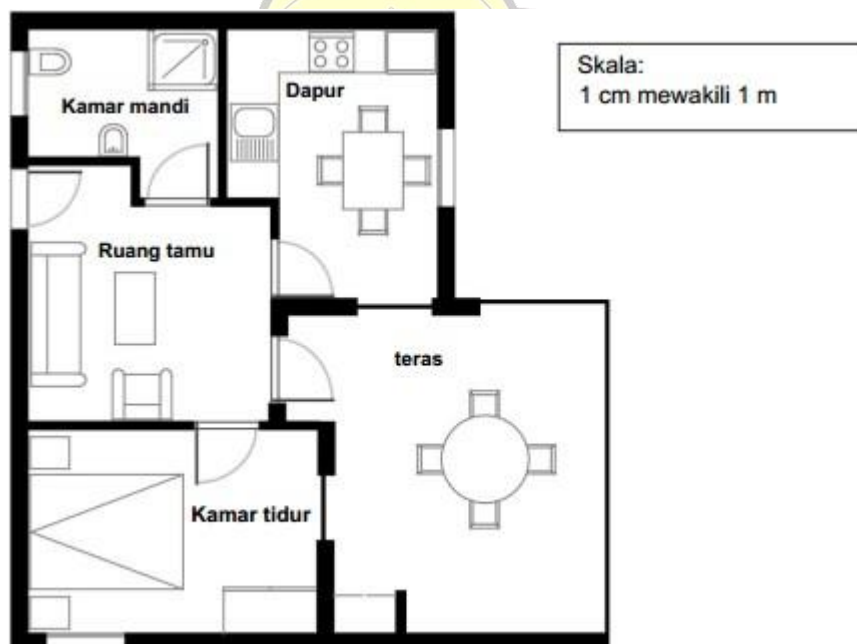 Skala:
1 cm mewakili 1 m
Dapur
Kamar mandi
Ruang tamu
teras
Kamar tidur